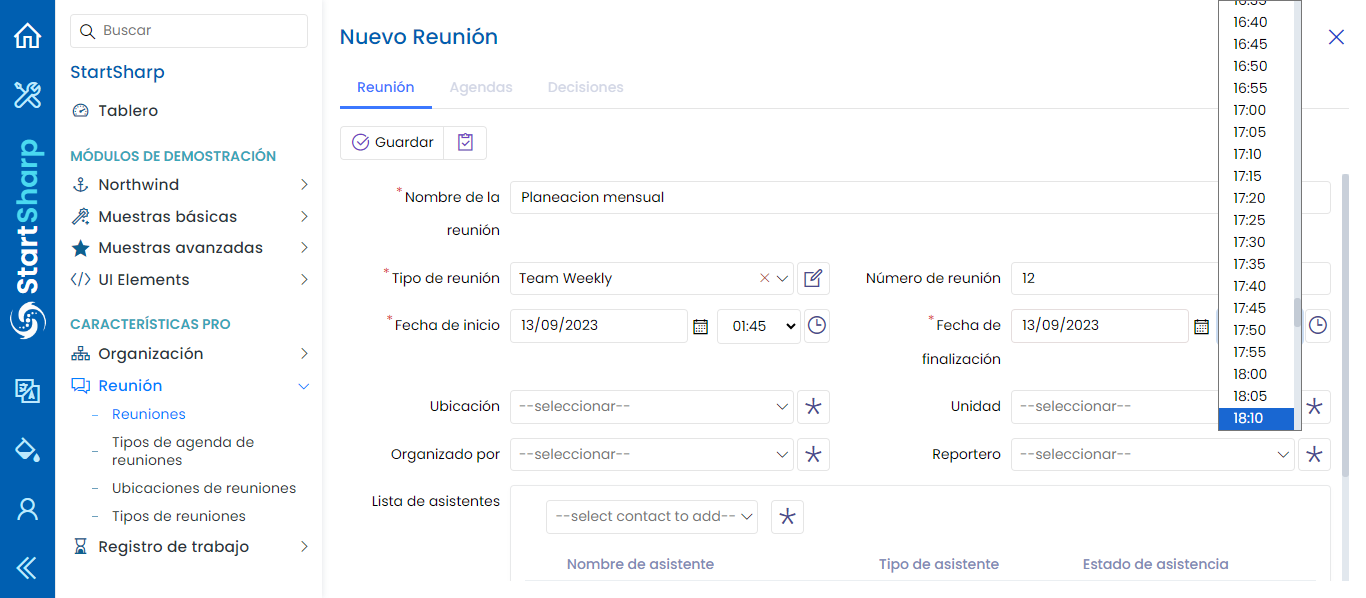 Buscar
StartSharp
Tablero
MÓDULOS DE DEMOSTRACIÓN
Northwind
Muestras básicas
Muestras avanzadas
UI Elements
CARACTERÍSTICAS PRO
Organización
Reunión
Reuniones
Tipos de agenda de
reuniones
Ubicaciones de reuniones
Tipos de reuniones
Registro de trabajo
StartSharp
Nuevo Reunión
Reunión Agendas Decisiones
Guardar
*Nombre de la
reunión
Planeacion mensual
*Tipo de reunión Team Weekly Número de reunión 12
*Fecha de inicio 13/09/2023 01:45 *Fecha de
finalización
13/09/2023
Ubicación --seleccionar-- Unidad --seleccionar--
Organizado por --seleccionar-- Reportero --seleccionar--
Lista de asistentes
--select contact to add--
Nombre de asistente Tipo de asistente Estado de asistencia
16:35
16:40
16:45
16:50
16:55
17:00
17:05
17:10
17:15
17:20
17:25
17:30
17:35
17:40
17:45
17:50
17:55
18:00
18:05
18:10